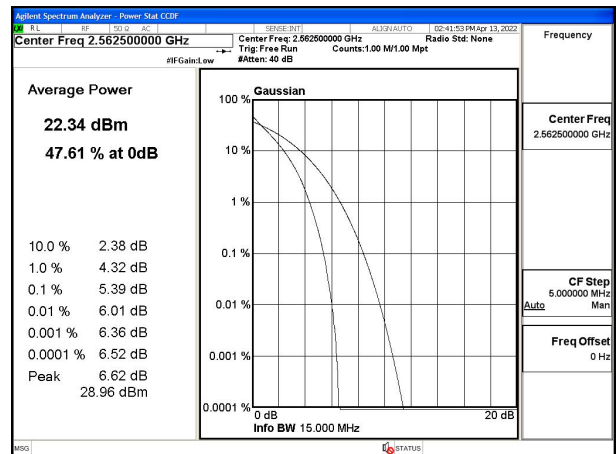 Agilent Spectrum Analyzer - Power Stat CCDF
RL RF 50 Ω AC SENSE:INT ALIGN AUTO 02:41:53 PM Apr 13, 2022
Center Freq 2.562500000 GHz
Center Freq: 2.562500000 GHz Radio Std: None
Trig: Free Run Counts:1.00 M/1.00 Mpt
#IFGain:Low #Atten: 40 dB
Frequency
Average Power
22.34 dBm
47.61 % at 0dB
10.0 % 2.38 dB
1.0 % 4.32 dB
0.1 % 5.39 dB
0.01 % 6.01 dB
0.001 % 6.36 dB
0.0001 % 6.52 dB
Peak 6.62 dB
28.96 dBm
Gaussian
100 %
10 %
1 %
0.1 %
0.01 %
0.001 %
0.0001 %
0 dB 20 dB
Info BW 15.000 MHz
Center Freq
2.562500000 GHz
CF Step
5.000000 MHz
Auto Man
Freq Offset
0 Hz
MSG STATUS